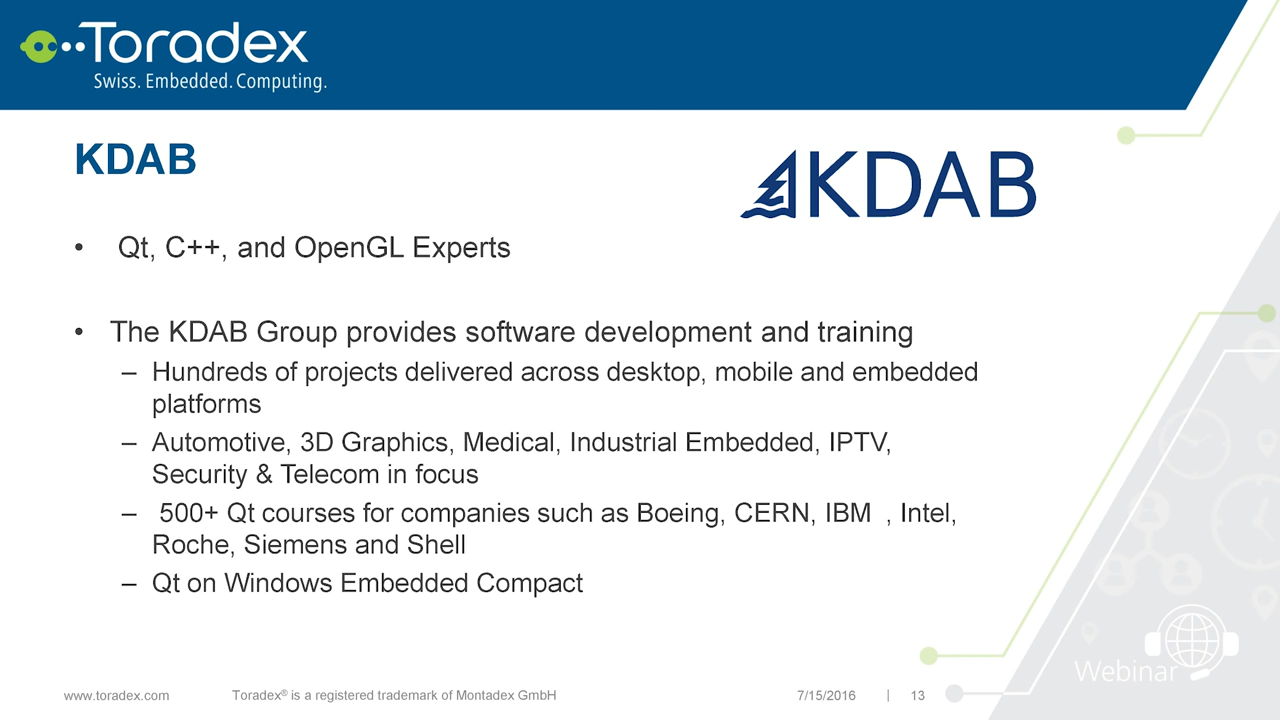 Toradex
Swiss. Embedded. Computing.
KDAB
KDAB
• Qt, C++, and OpenGL Experts
• The KDAB Group provides software development and training
– Hundreds of projects delivered across desktop, mobile and embedded
platforms
– Automotive, 3D Graphics, Medical, Industrial Embedded, IPTV,
Security & Telecom in focus
– 500+ Qt courses for companies such as Boeing, CERN, IBM , Intel,
Roche, Siemens and Shell
– Qt on Windows Embedded Compact
Webinar
www.toradex.com Toradex® is a registered trademark of Montadex GmbH 7/15/2016 | 13